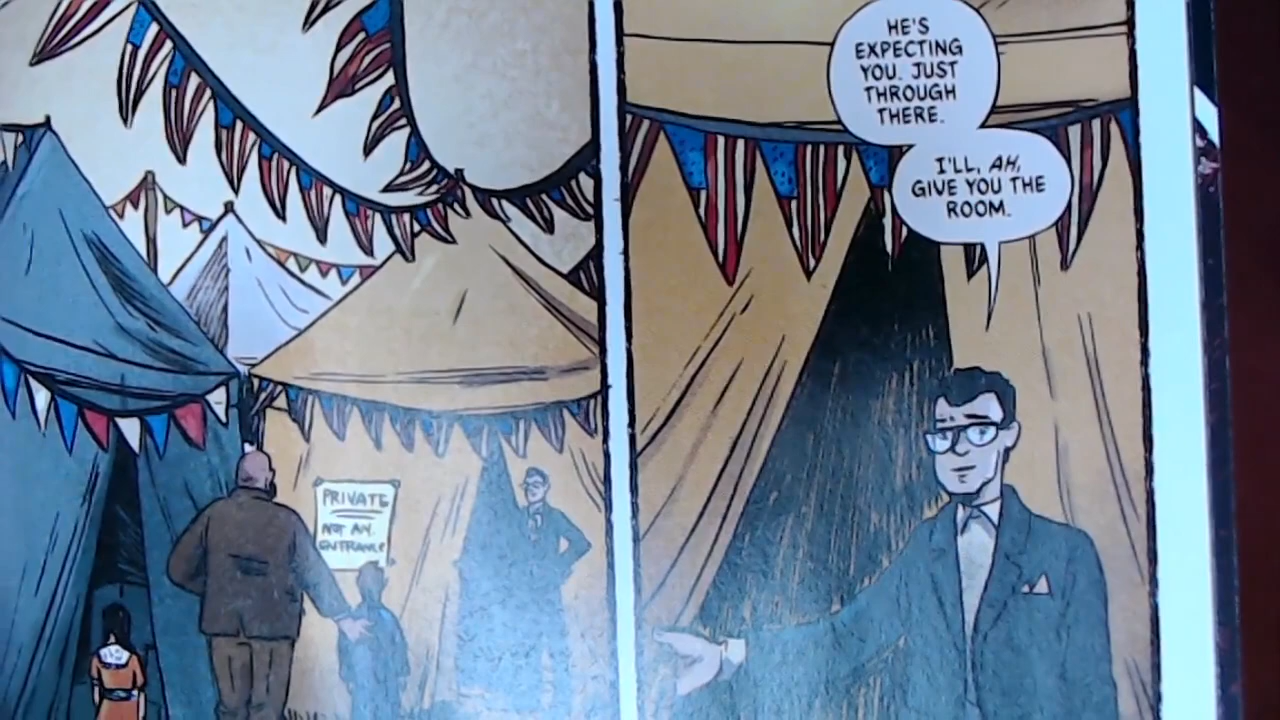 PRIVATE
NOT AN
ENTRANCE
HE'S
EXPECTING
YOU. JUST
THROUGH
THERE.
I'LL, AH,
GIVE YOU THE
ROOM.